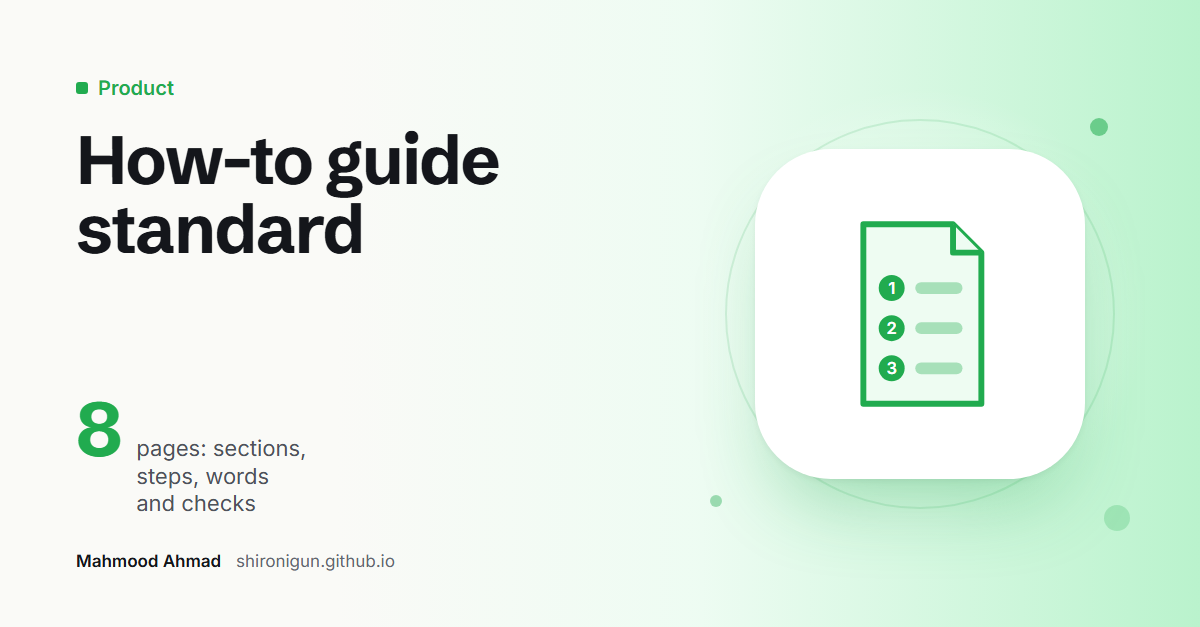 Product
How-to guide
standard
8
pages: sections,
steps, words
and checks
Mahmood Ahmad shironigun.github.io
1
2
3